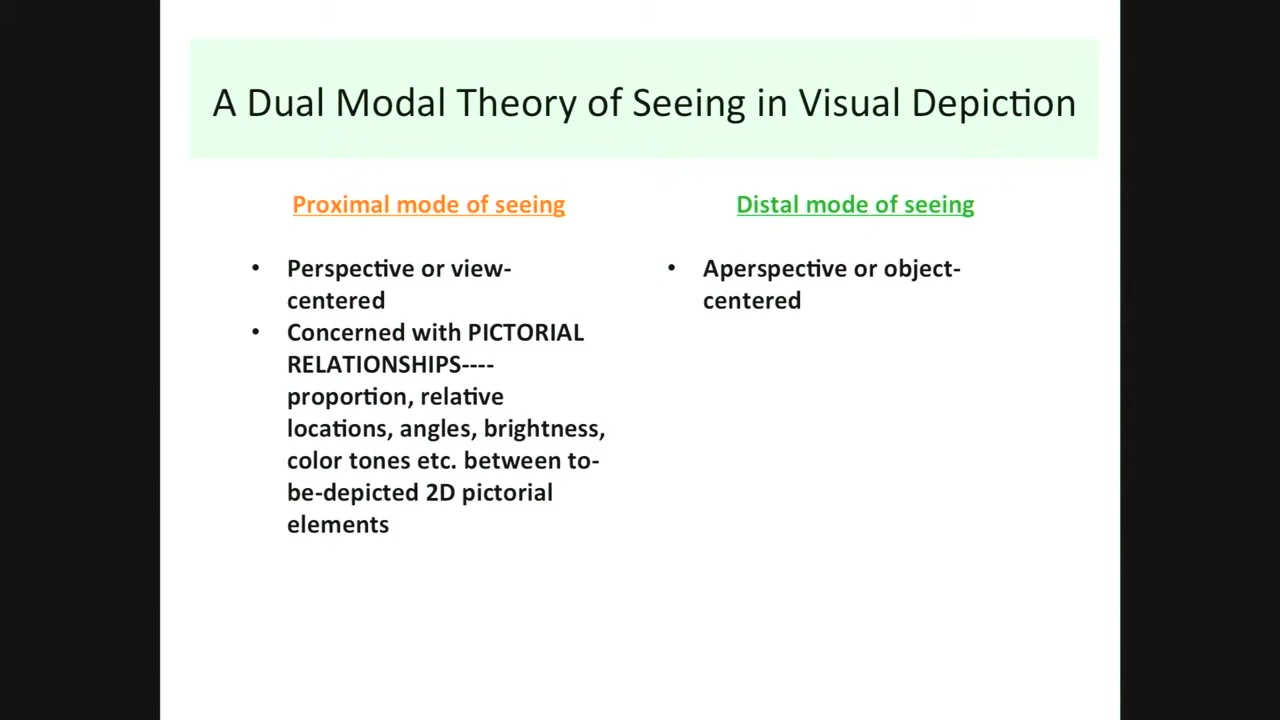 A Dual Modal Theory of Seeing in Visual Depiction
Proximal mode of seeing
• Perspective or view-
centered
• Concerned with PICTORIAL
RELATIONSHIPS----
proportion, relative
locations, angles, brightness,
color tones etc. between to-
be-depicted 2D pictorial
elements
Distal mode of seeing
• Aperspective or object-
centered